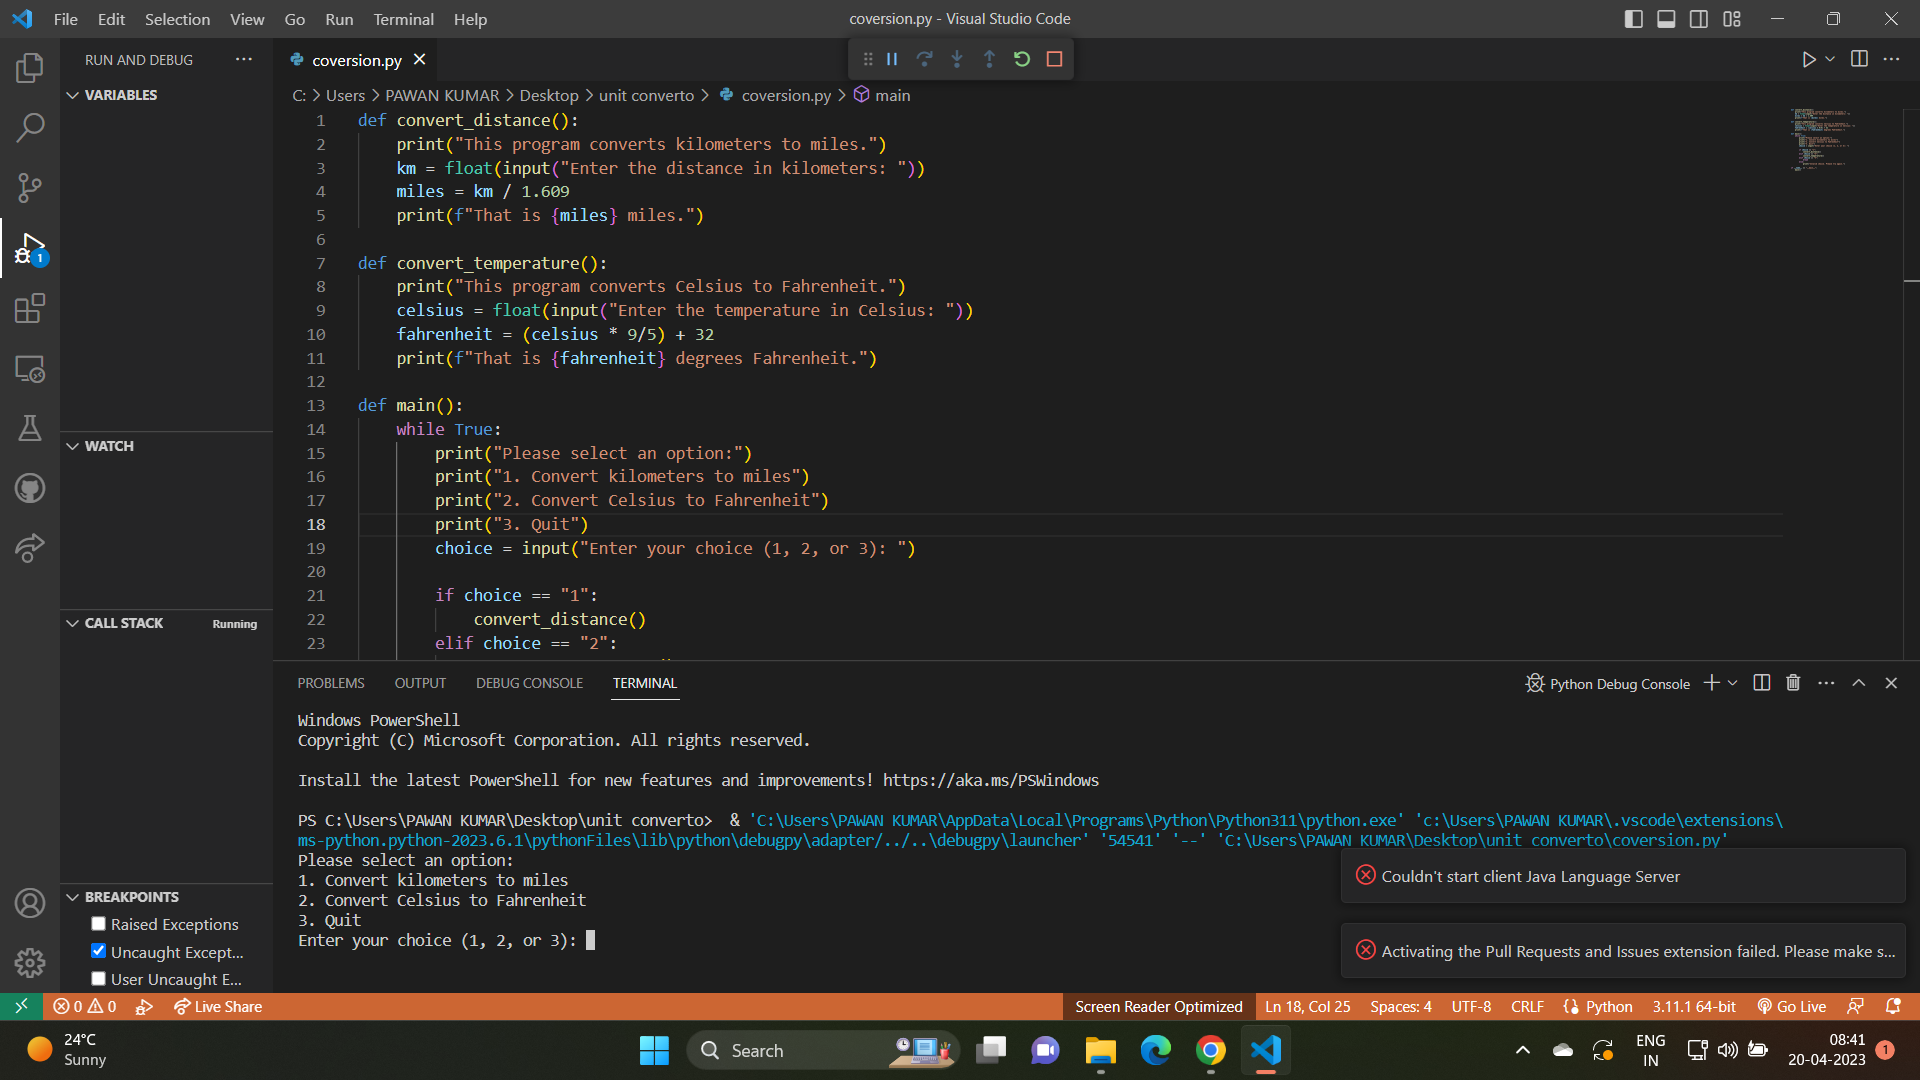 File Edit Selection View Go Run Terminal Help
coversion.py - Visual Studio Code
RUN AND DEBUG
coversion.py
VARIABLES
C: > Users > PAWAN KUMAR > Desktop > unit converto > coversion.py > main
1 def convert_distance():
2 print("This program converts kilometers to miles.")
3 km = float(input("Enter the distance in kilometers: "))
4 miles = km / 1.609
5 print(f"That is {miles} miles.")
6
7 def convert_temperature():
8 print("This program converts Celsius to Fahrenheit.")
9 celsius = float(input("Enter the temperature in Celsius: "))
10 fahrenheit = (celsius * 9/5) + 32
11 print(f"That is {fahrenheit} degrees Fahrenheit.")
12
13 def main():
14 while True:
15 print("Please select an option:")
16 print("1. Convert kilometers to miles")
17 print("2. Convert Celsius to Fahrenheit")
18 print("3. Quit")
19 choice = input("Enter your choice (1, 2, or 3): ")
20
21 if choice == "1":
22 convert_distance()
23 elif choice == "2":
1
WATCH
CALL STACK Running
BREAKPOINTS
Raised Exceptions
Uncaught Except...
User Uncaught E...
PROBLEMS OUTPUT DEBUG CONSOLE TERMINAL
Python Debug Console
Windows PowerShell
Copyright (C) Microsoft Corporation. All rights reserved.
Install the latest PowerShell for new features and improvements! https://aka.ms/PSWindows
PS C:\Users\PAWAN KUMAR\Desktop\unit converto>  & 'C:\Users\PAWAN KUMAR\AppData\Local\Programs\Python\Python311\python.exe' 'c:\Users\PAWAN KUMAR\.vscode\extensions\
ms-python.python-2023.6.1\pythonFiles\lib\python\debugpy\adapter/../..\debugpy\launcher' '54541' '--' 'C:\Users\PAWAN KUMAR\Desktop\unit converto\coversion.py'
Please select an option:
1. Convert kilometers to miles
2. Convert Celsius to Fahrenheit
3. Quit
Enter your choice (1, 2, or 3):
Couldn't start client Java Language Server
Activating the Pull Requests and Issues extension failed. Please make s...
0 0 Live Share
Screen Reader Optimized Ln 18, Col 25 Spaces: 4 UTF-8 CRLF Python 3.11.1 64-bit Go Live
24°C
Sunny
Search
ENG
IN
08:41
20-04-2023
1